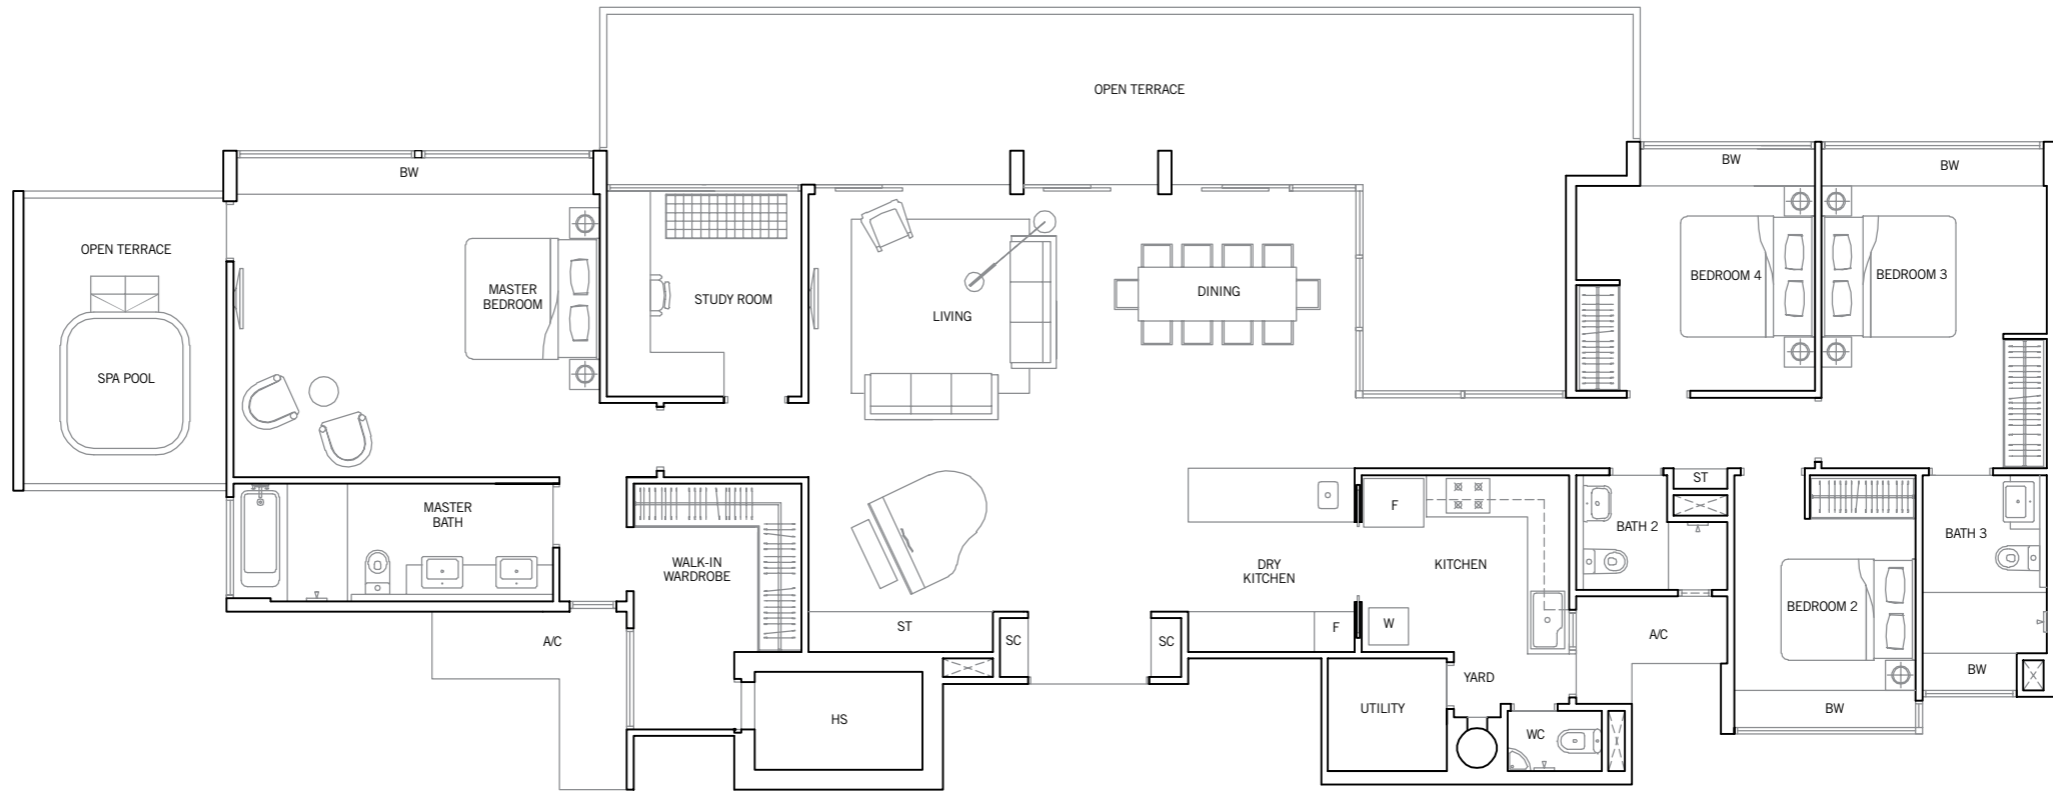 OPEN TERRACE
BW
BW
BW
OPEN TERRACE
MASTER
BEDROOM
STUDY ROOM
LIVING
DINING
BEDROOM 4
BEDROOM 3
SPA POOL
MASTER
BATH
WALK-IN
WARDROBE
DRY
KITCHEN
F
KITCHEN
BATH 2
ST
BATH 3
BEDROOM 2
A/C
ST
SC
SC
F
W
A/C
YARD
BW
HS
UTILITY
WC
BW